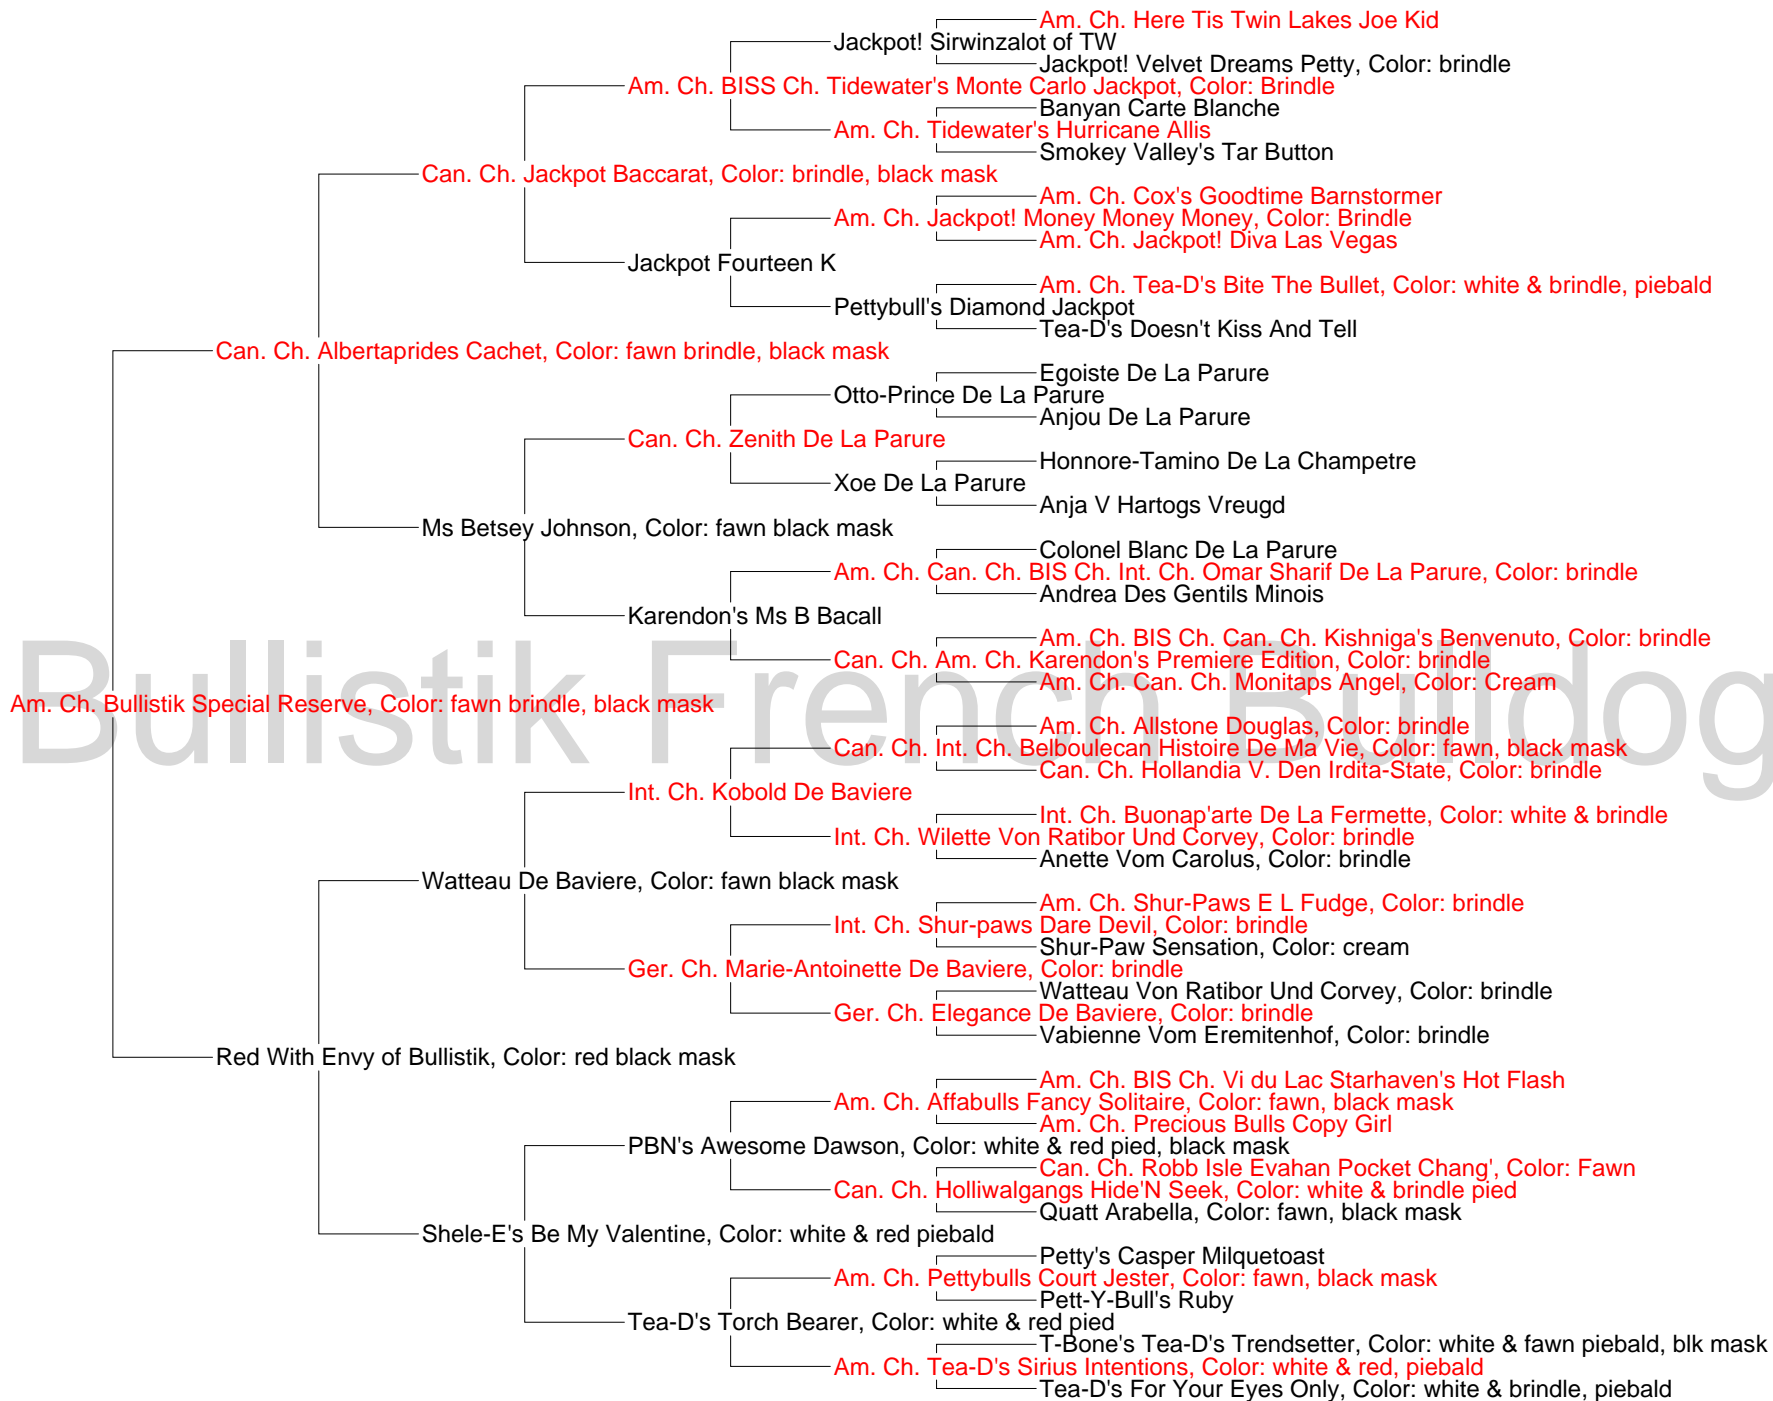 Am. Ch. Here Tis Twin Lakes Joe Kid
Jackpot! Sirwinzalot of TW
Jackpot! Velvet Dreams Petty, Color: brindle
Am. Ch. BISS Ch. Tidewater's Monte Carlo Jackpot, Color: Brindle
Banyan Carte Blanche
Am. Ch. Tidewater's Hurricane Allis
Smokey Valley's Tar Button
Can. Ch. Jackpot Baccarat, Color: brindle, black mask
Am. Ch. Cox's Goodtime Barnstormer
Am. Ch. Jackpot! Money Money Money, Color: Brindle
Am. Ch. Jackpot! Diva Las Vegas
Jackpot Fourteen K
Am. Ch. Tea-D's Bite The Bullet, Color: white & brindle, piebald
Pettybull's Diamond Jackpot
Tea-D's Doesn't Kiss And Tell
Can. Ch. Albertaprides Cachet, Color: fawn brindle, black mask
Egoiste De La Parure
Otto-Prince De La Parure
Anjou De La Parure
Can. Ch. Zenith De La Parure
Honnore-Tamino De La Champetre
Xoe De La Parure
Anja V Hartogs Vreugd
Ms Betsey Johnson, Color: fawn black mask
Colonel Blanc De La Parure
Am. Ch. Can. Ch. BIS Ch. Int. Ch. Omar Sharif De La Parure, Color: brindle
Andrea Des Gentils Minois
Karendon's Ms B Bacall
Am. Ch. BIS Ch. Can. Ch. Kishniga's Benvenuto, Color: brindle
Can. Ch. Am. Ch. Karendon's Premiere Edition, Color: brindle
Am. Ch. Can. Ch. Monitaps Angel, Color: Cream
Bullistik French Bulldog
Am. Ch. Bullistik Special Reserve, Color: fawn brindle, black mask
Am. Ch. Allstone Douglas, Color: brindle
Can. Ch. Int. Ch. Belboulecan Histoire De Ma Vie, Color: fawn, black mask
Can. Ch. Hollandia V. Den Irdita-State, Color: brindle
Int. Ch. Kobold De Baviere
Int. Ch. Buonap'arte De La Fermette, Color: white & brindle
Int. Ch. Wilette Von Ratibor Und Corvey, Color: brindle
Anette Vom Carolus, Color: brindle
Watteau De Baviere, Color: fawn black mask
Am. Ch. Shur-Paws E L Fudge, Color: brindle
Int. Ch. Shur-paws Dare Devil, Color: brindle
Shur-Paw Sensation, Color: cream
Ger. Ch. Marie-Antoinette De Baviere, Color: brindle
Watteau Von Ratibor Und Corvey, Color: brindle
Ger. Ch. Elegance De Baviere, Color: brindle
Vabienne Vom Eremitenhof, Color: brindle
Red With Envy of Bullistik, Color: red black mask
Am. Ch. BIS Ch. Vi du Lac Starhaven's Hot Flash
Am. Ch. Affabulls Fancy Solitaire, Color: fawn, black mask
Am. Ch. Precious Bulls Copy Girl
PBN's Awesome Dawson, Color: white & red pied, black mask
Can. Ch. Robb Isle Evahan Pocket Chang', Color: Fawn
Can. Ch. Holliwalgangs Hide'N Seek, Color: white & brindle pied
Quatt Arabella, Color: fawn, black mask
Shele-E's Be My Valentine, Color: white & red piebald
Petty's Casper Milquetoast
Am. Ch. Pettybulls Court Jester, Color: fawn, black mask
Pett-Y-Bull's Ruby
Tea-D's Torch Bearer, Color: white & red pied
T-Bone's Tea-D's Trendsetter, Color: white & fawn piebald, blk mask
Am. Ch. Tea-D's Sirius Intentions, Color: white & red, piebald
Tea-D's For Your Eyes Only, Color: white & brindle, piebald